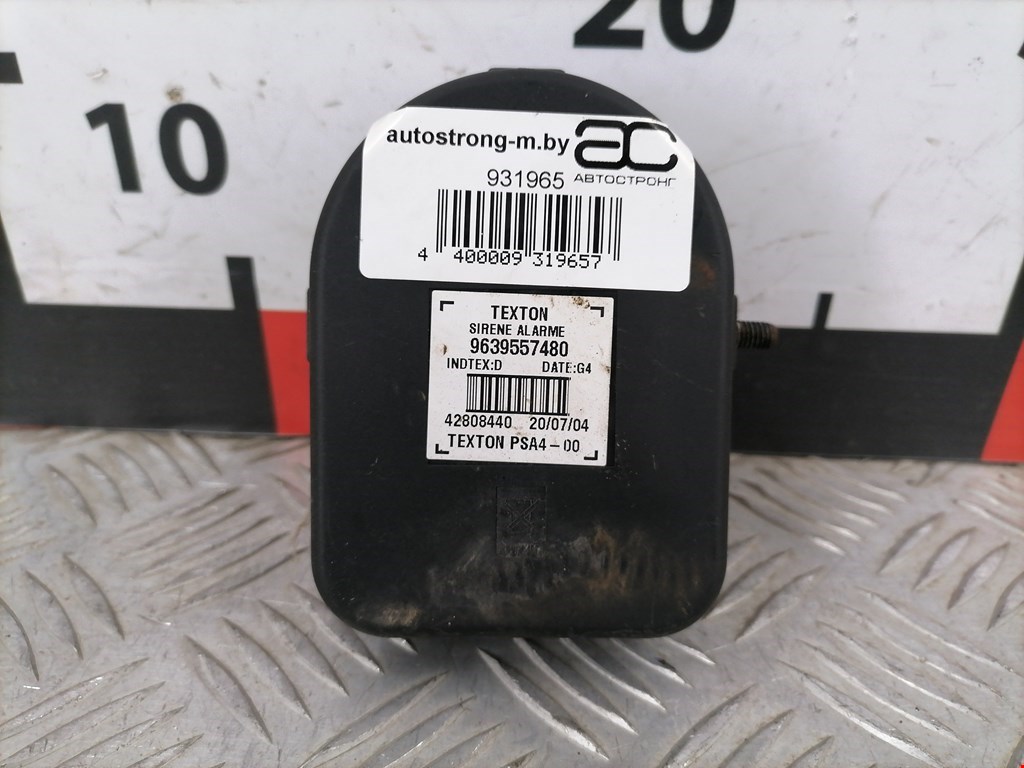 20
10
autostrong-m.by
AC
АВТОСТРОНГ
931965
4 400009 319657
TEXTON
SIRENE ALARME
9639557480
INDTEX:D DATE:G4
42808440 20/07/04
TEXTON PSA4-00